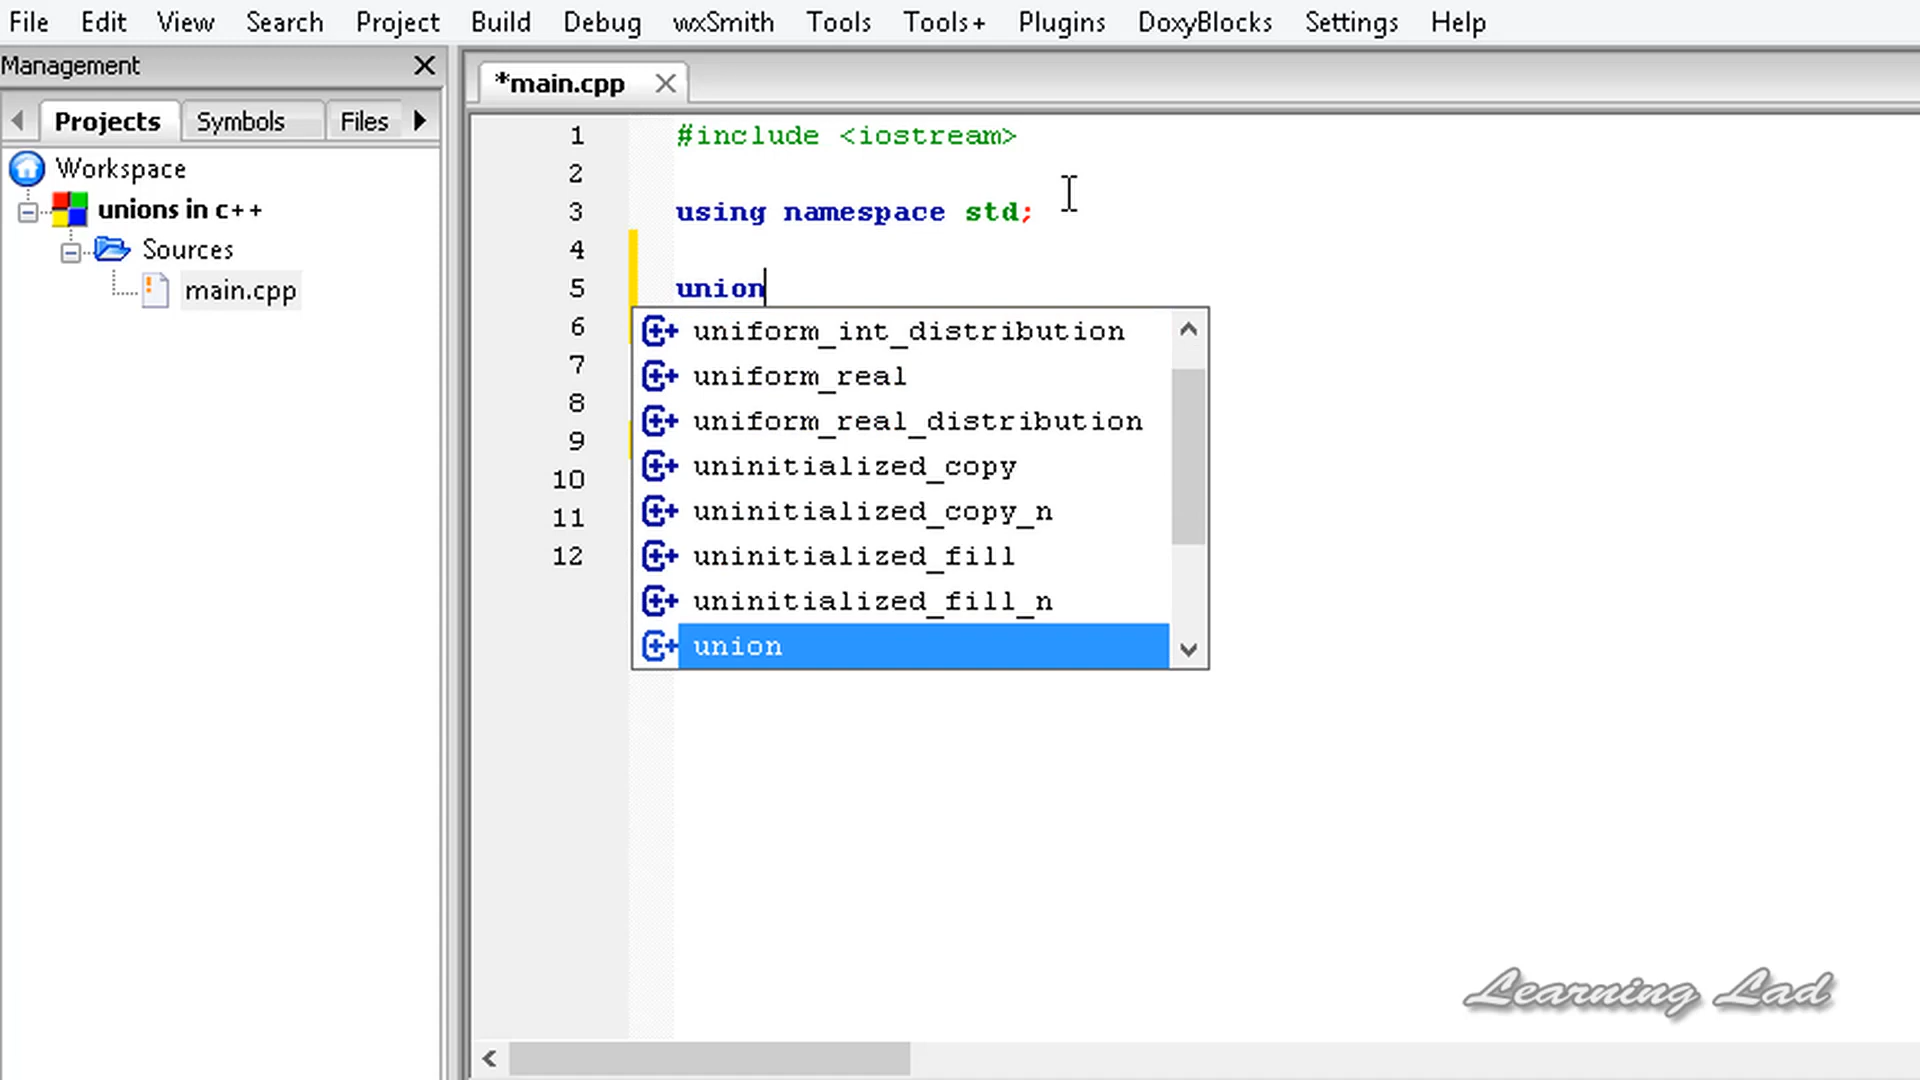 File Edit View Search Project Build Debug wxSmith Tools Tools+ Plugins DoxyBlocks Settings Help
Management
*main.cpp
Projects Symbols Files
Workspace
unions in c++
Sources
main.cpp
1 #include <iostream>
2
3 using namespace std;
4
5 union
6
7
8
9
10
11
12
uniform_int_distribution
uniform_real
uniform_real_distribution
uninitialized_copy
uninitialized_copy_n
uninitialized_fill
uninitialized_fill_n
union
Learning Lad